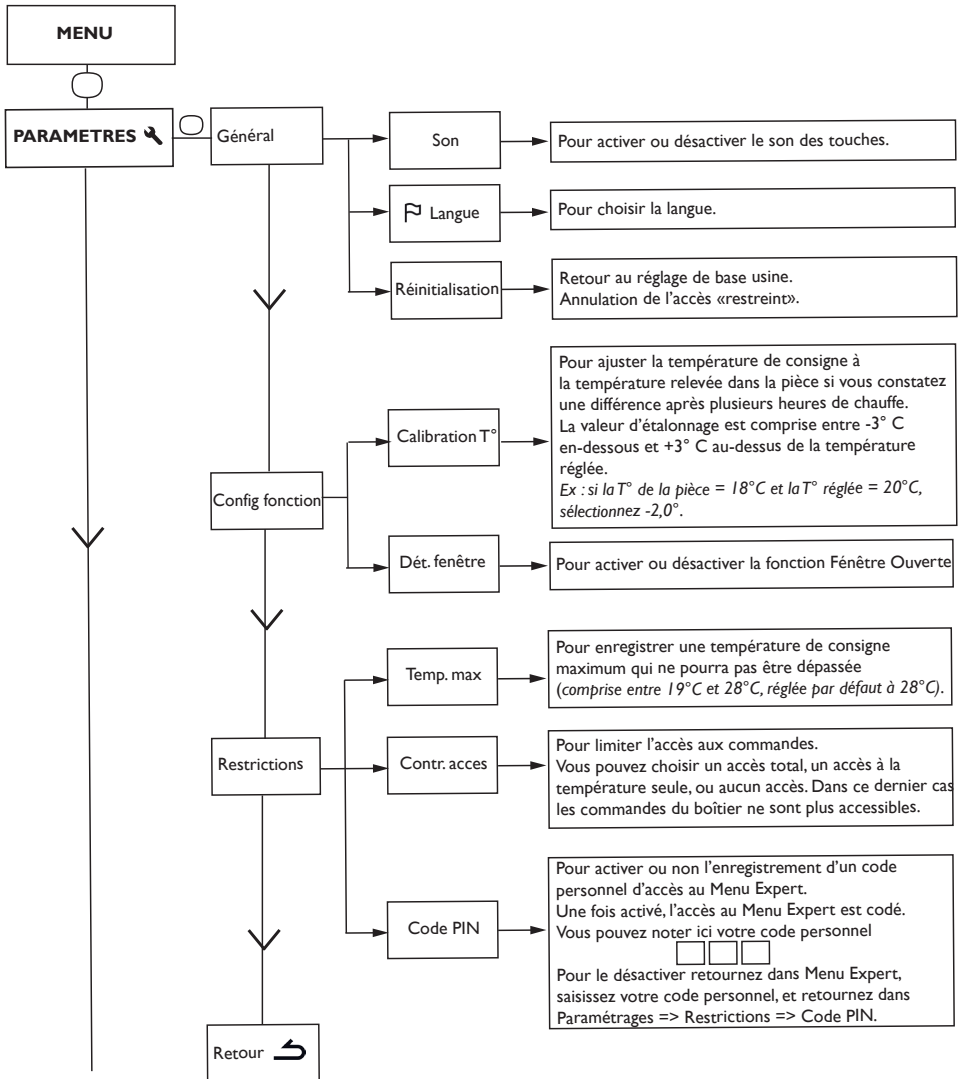 MENU
PARAMETRES
Général
Son
Pour activer ou désactiver le son des touches.
Langue
Pour choisir la langue.
Réinitialisation
Retour au réglage de base usine.
Annulation de l’accès «restreint».
Config fonction
Calibration T°
Pour ajuster la température de consigne à
la température relevée dans la pièce si vous constatez
une différence après plusieurs heures de chauffe.
La valeur d’étalonnage est comprise entre -3° C
en-dessous et +3° C au-dessus de la température
réglée.
Ex : si la T° de la pièce = 18°C et la T° réglée = 20°C,
sélectionnez -2,0°.
Dét. fenêtre
Pour activer ou désactiver la fonction Fénêtre Ouverte
Restrictions
Temp. max
Pour enregistrer une température de consigne
maximum qui ne pourra pas être dépassée
(comprise entre 19°C et 28°C, réglée par défaut à 28°C).
Contr. acces
Pour limiter l’accès aux commandes.
Vous pouvez choisir un accès total, un accès à la
température seule, ou aucun accès. Dans ce dernier cas
les commandes du boîtier ne sont plus accessibles.
Code PIN
Pour activer ou non l’enregistrement d’un code
personnel d’accès au Menu Expert.
Une fois activé, l’accès au Menu Expert est codé.
Vous pouvez noter ici votre code personnel
Pour le désactiver retournez dans Menu Expert,
saisissez votre code personnel, et retournez dans
Paramétrages => Restrictions => Code PIN.
Retour